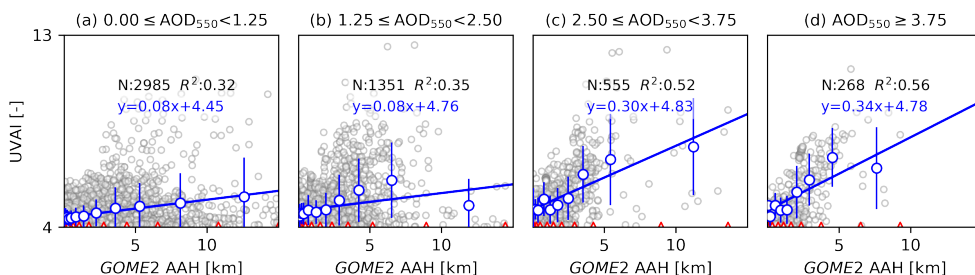 (a) 0.00 ≤ AOD₅₅₀<1.25
(b) 1.25 ≤ AOD₅₅₀<2.50
(c) 2.50 ≤ AOD₅₅₀<3.75
(d) AOD₅₅₀ ≥ 3.75
13
4
UVAI [-]
N:2985 R²:0.32
y=0.08x+4.45
N:1351 R²:0.35
y=0.08x+4.76
N:555 R²:0.52
y=0.30x+4.83
N:268 R²:0.56
y=0.34x+4.78
5 10
5 10
0 5 10
0 5 10
GOME2 AAH [km]
GOME2 AAH [km]
GOME2 AAH [km]
GOME2 AAH [km]